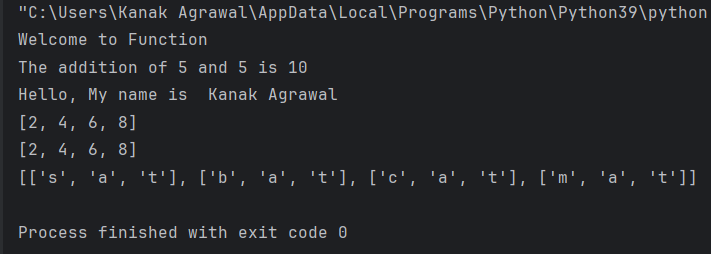 "C:\Users\Kanak Agrawal\AppData\Local\Programs\Python\Python39\python
Welcome to Function
The addition of 5 and 5 is 10
Hello, My name is  Kanak Agrawal
[2, 4, 6, 8]
[2, 4, 6, 8]
[['s', 'a', 't'], ['b', 'a', 't'], ['c', 'a', 't'], ['m', 'a', 't']]
Process finished with exit code 0